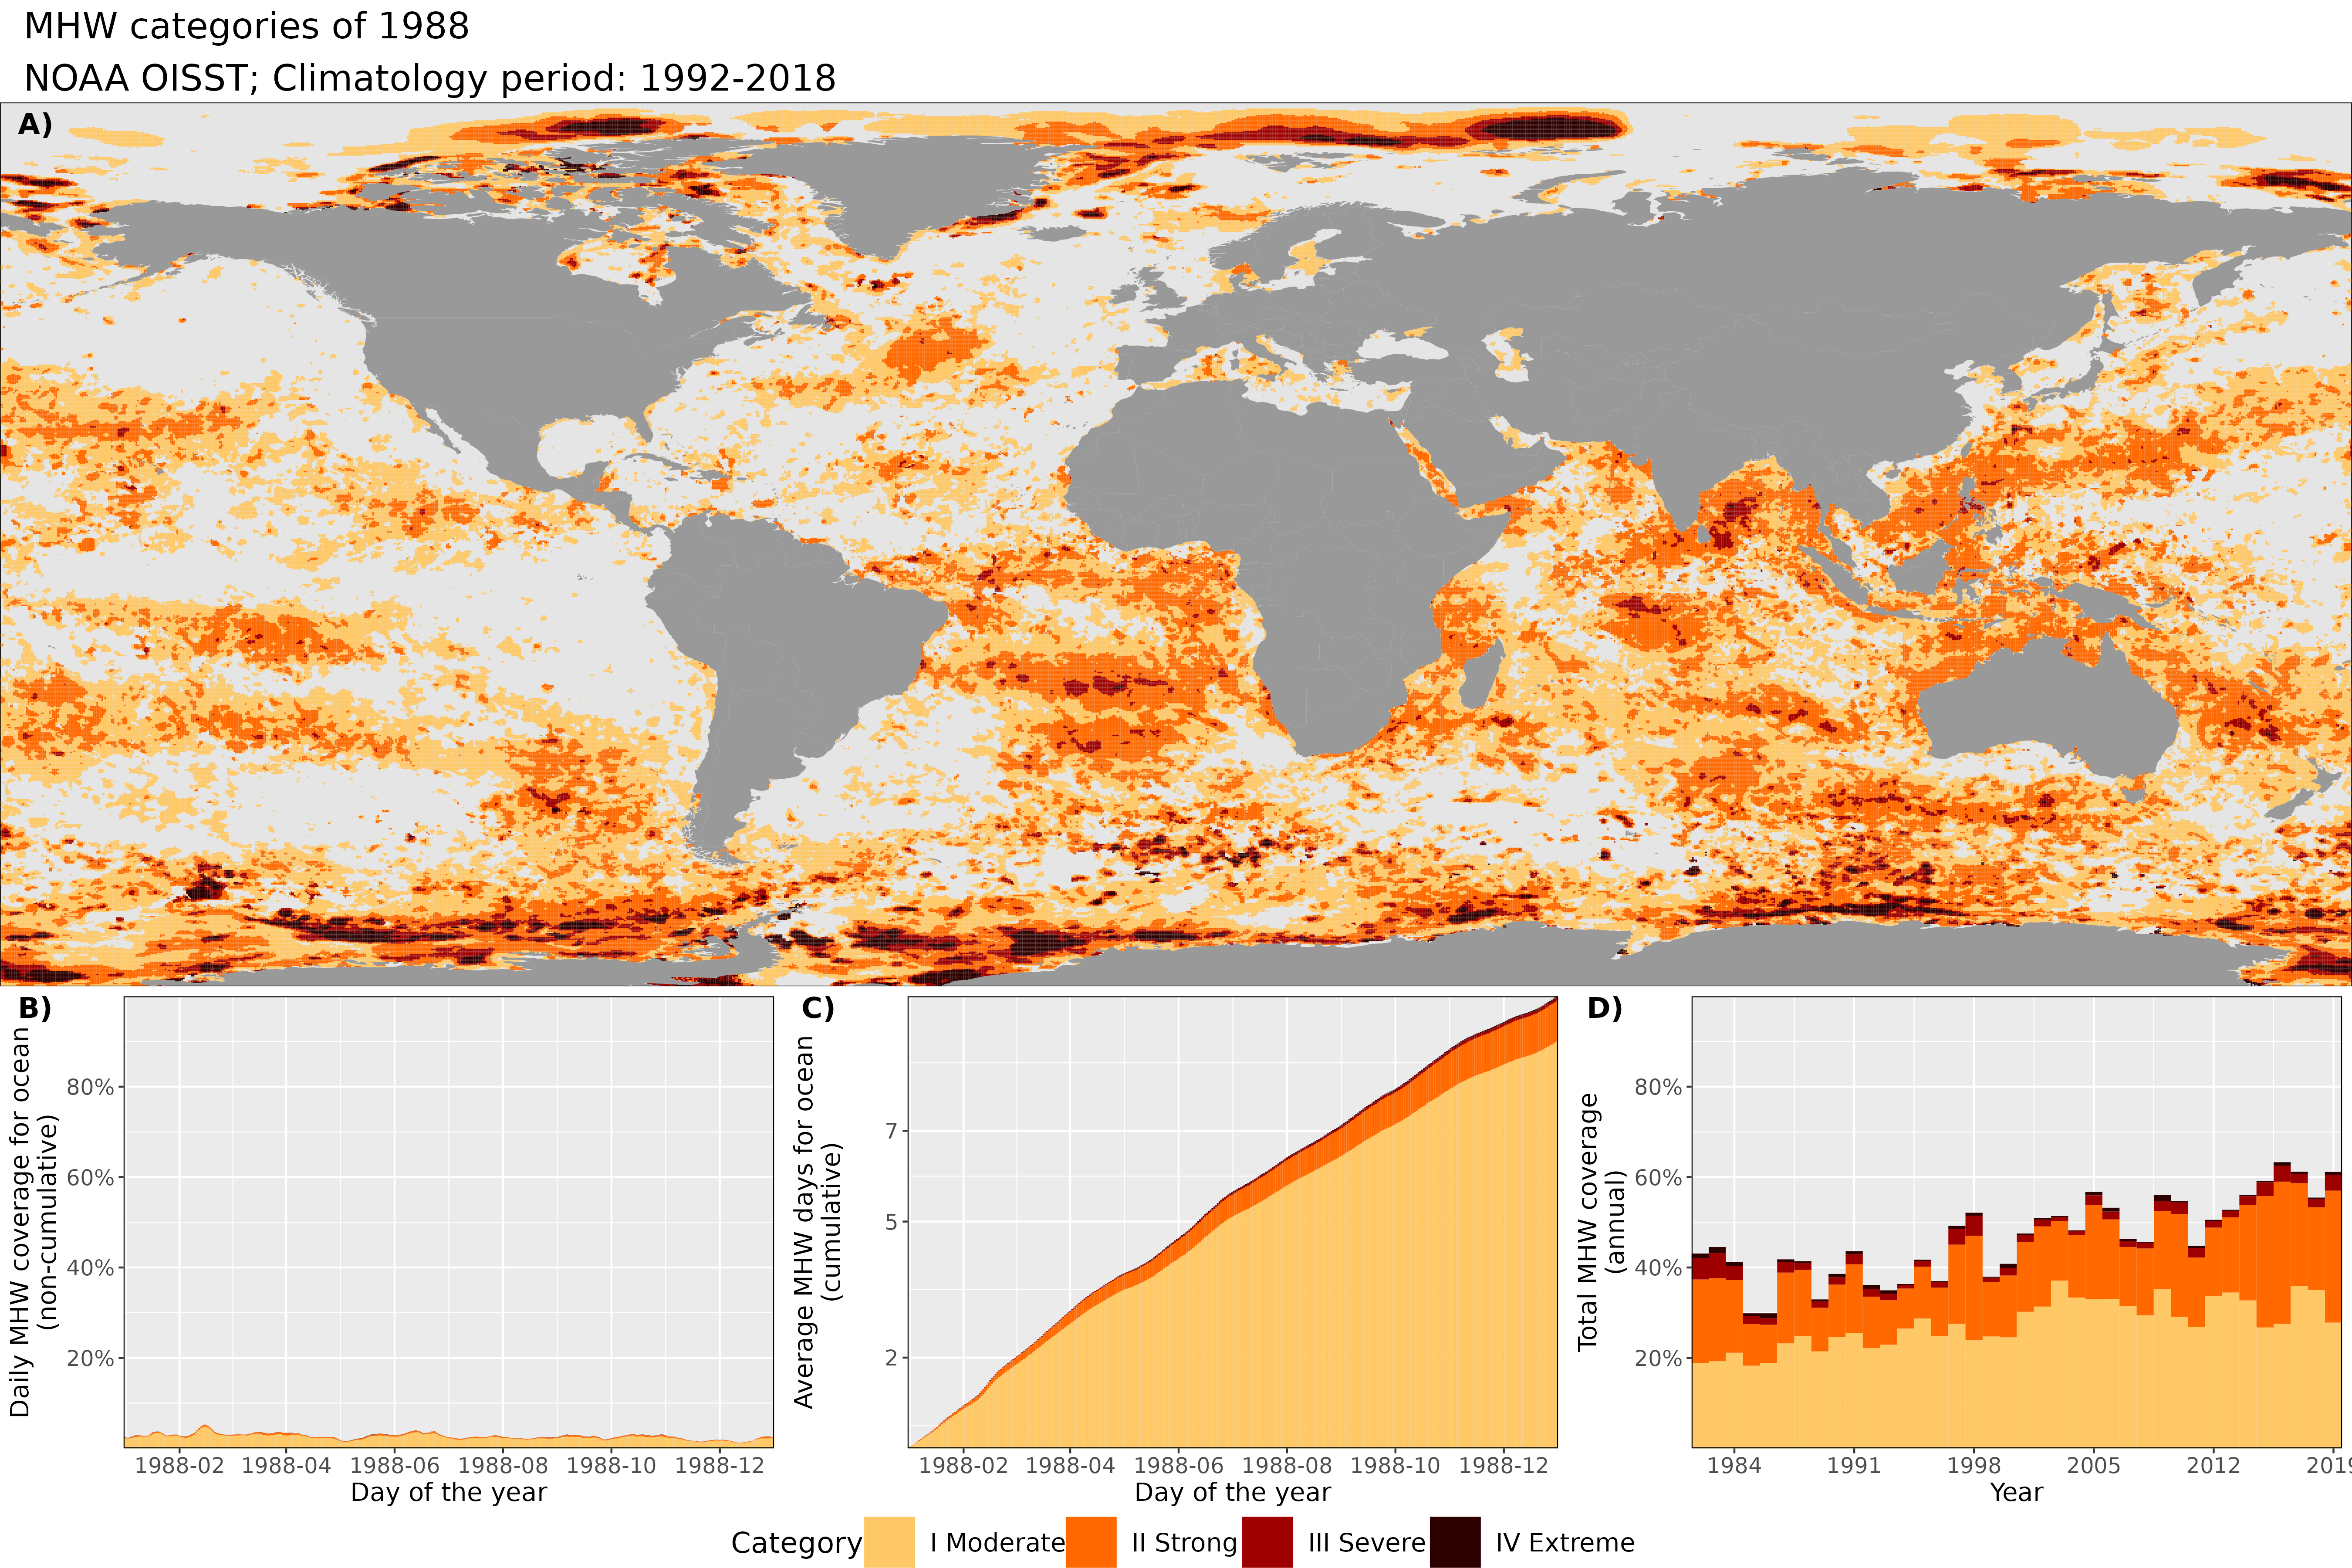 MHW categories of 1988
NOAA OISST; Climatology period: 1992-2018
A)
B)
Daily MHW coverage for ocean
(non-cumulative)
80%
60%
40%
20%
1988-02 1988-04 1988-06 1988-08 1988-10 1988-12
Day of the year
C)
Average MHW days for ocean
(cumulative)
7
5
2
1988-02 1988-04 1988-06 1988-08 1988-10 1988-12
Day of the year
D)
Total MHW coverage
(annual)
80%
60%
40%
20%
1984 1991 1998 2005 2012 2019
Year
Category I Moderate II Strong III Severe IV Extreme